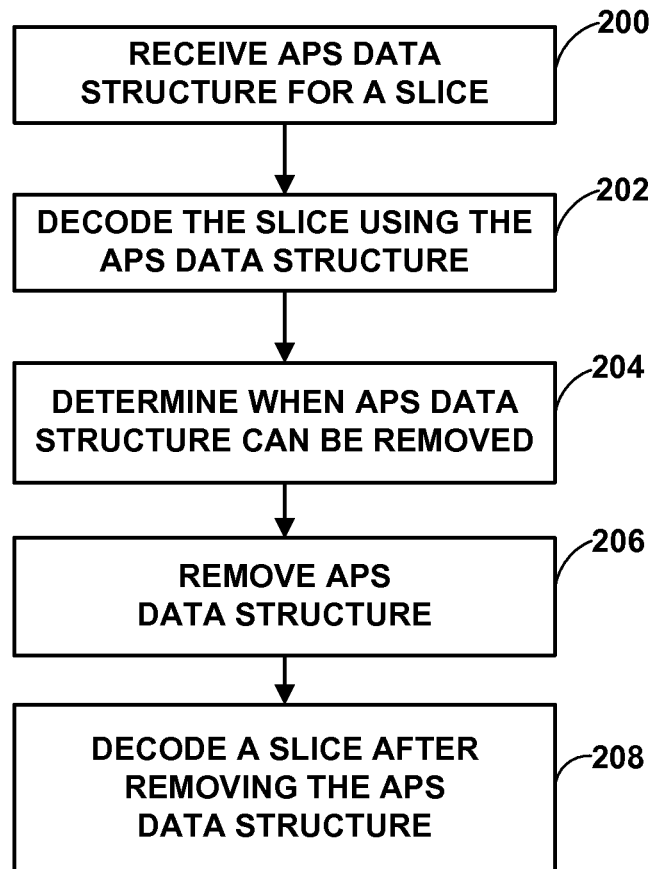 200
RECEIVE APS DATA
STRUCTURE FOR A SLICE
202
DECODE THE SLICE USING THE
APS DATA STRUCTURE
204
DETERMINE WHEN APS DATA
STRUCTURE CAN BE REMOVED
206
REMOVE APS
DATA STRUCTURE
208
DECODE A SLICE AFTER
REMOVING THE APS
DATA STRUCTURE